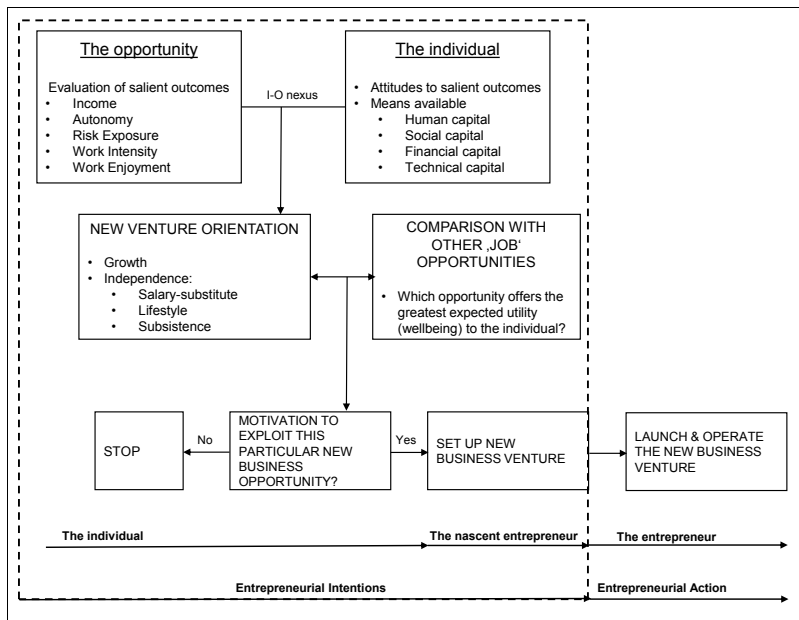 The opportunity
Evaluation of salient outcomes
• Income
• Autonomy
• Risk Exposure
• Work Intensity
• Work Enjoyment
I-O nexus
The individual
• Attitudes to salient outcomes
• Means available
• Human capital
• Social capital
• Financial capital
• Technical capital
NEW VENTURE ORIENTATION
• Growth
• Independence:
• Salary-substitute
• Lifestyle
• Subsistence
COMPARISON WITH
OTHER ‚JOB‘
OPPORTUNITIES
• Which opportunity offers the
greatest expected utility
(wellbeing) to the individual?
STOP
No
MOTIVATION TO
EXPLOIT THIS
PARTICULAR NEW
BUSINESS
OPPORTUNITY?
Yes
SET UP NEW
BUSINESS VENTURE
LAUNCH & OPERATE
THE NEW BUSINESS
VENTURE
The individual
The nascent entrepreneur
The entrepreneur
Entrepreneurial Intentions
Entrepreneurial Action